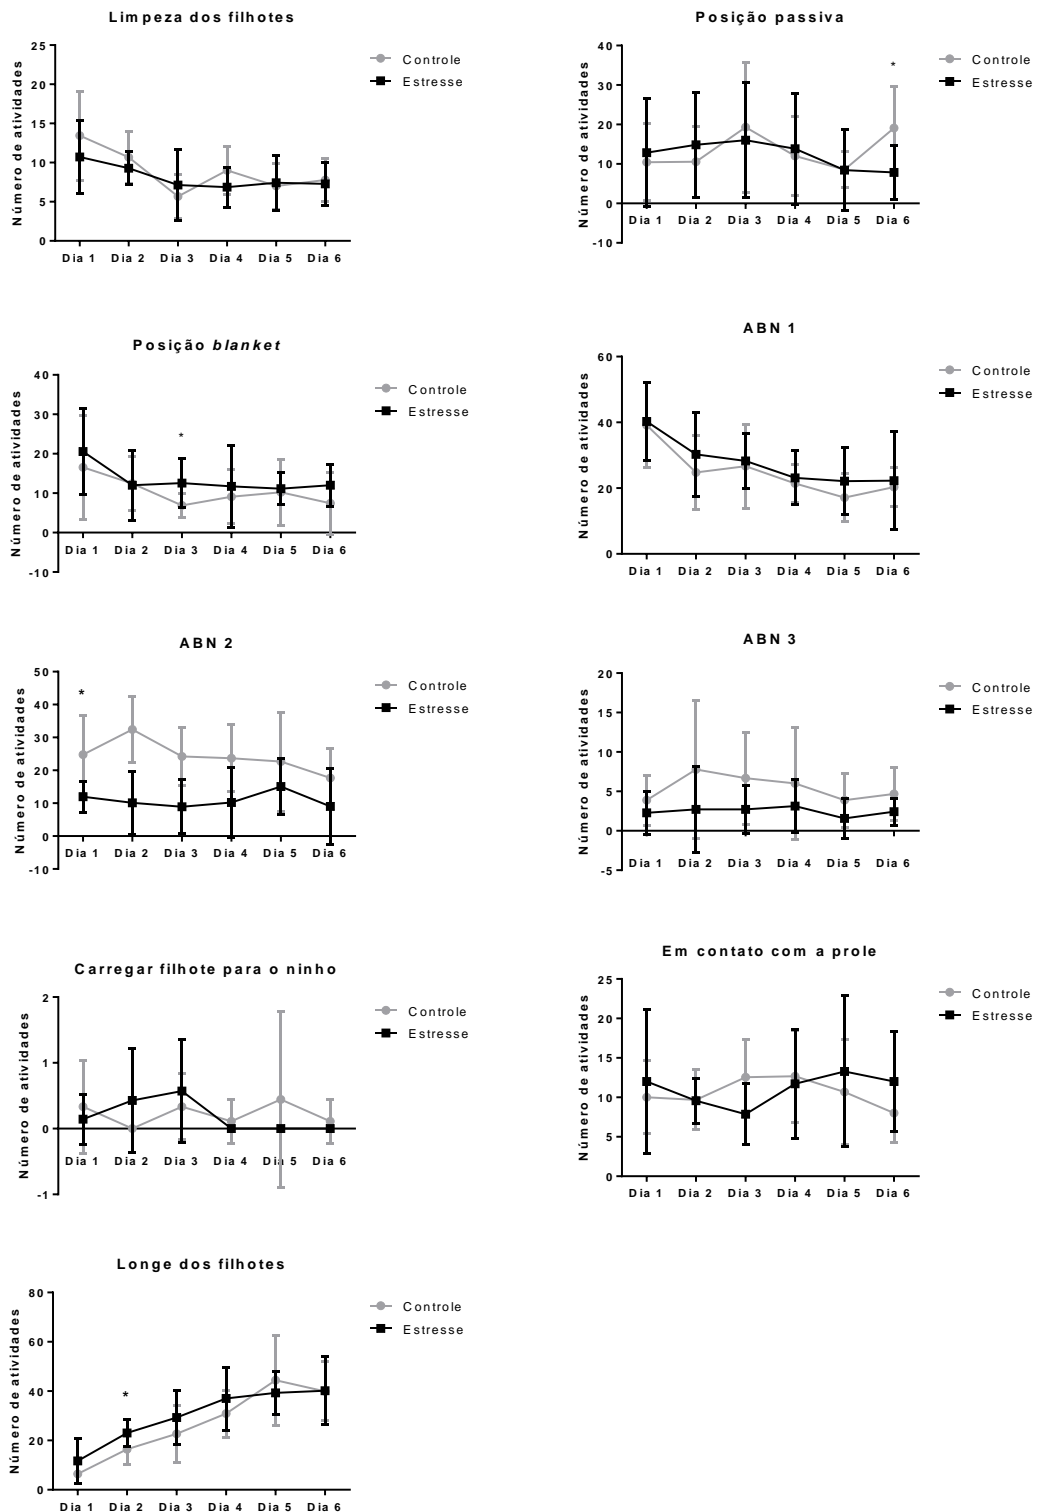 Limpeza dos filhotes
Número de atividades
25
20
15
10
5
0
Dia 1 Dia 2 Dia 3 Dia 4 Dia 5 Dia 6
Controle
Estresse
Posição passiva
Número de atividades
40
30
20
10
0
-10
Dia 1 Dia 2 Dia 3 Dia 4 Dia 5 Dia 6
*
Controle
Estresse
Posição blanket
Número de atividades
40
30
20
10
0
-10
Dia 1 Dia 2 Dia 3 Dia 4 Dia 5 Dia 6
*
Controle
Estresse
ABN 1
Número de atividades
60
40
20
0
Dia 1 Dia 2 Dia 3 Dia 4 Dia 5 Dia 6
Controle
Estresse
ABN 2
Número de atividades
50
40
30
20
10
0
-10
Dia 1 Dia 2 Dia 3 Dia 4 Dia 5 Dia 6
*
Controle
Estresse
ABN 3
Número de atividades
20
15
10
5
0
-5
Dia 1 Dia 2 Dia 3 Dia 4 Dia 5 Dia 6
Controle
Estresse
Carregar filhote para o ninho
Número de atividades
2
1
0
-1
Dia 1 Dia 2 Dia 3 Dia 4 Dia 5 Dia 6
Controle
Estresse
Em contato com a prole
Número de atividades
25
20
15
10
5
0
Dia 1 Dia 2 Dia 3 Dia 4 Dia 5 Dia 6
Controle
Estresse
Longe dos filhotes
Número de atividades
80
60
40
20
0
Dia 1 Dia 2 Dia 3 Dia 4 Dia 5 Dia 6
*
Controle
Estresse